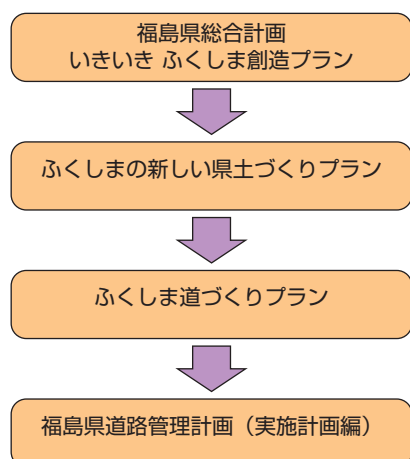 福島県総合計画
いきいき ふくしま創造プラン
ふくしまの新しい県土づくりプラン
ふくしま道づくりプラン
福島県道路管理計画（実施計画編）